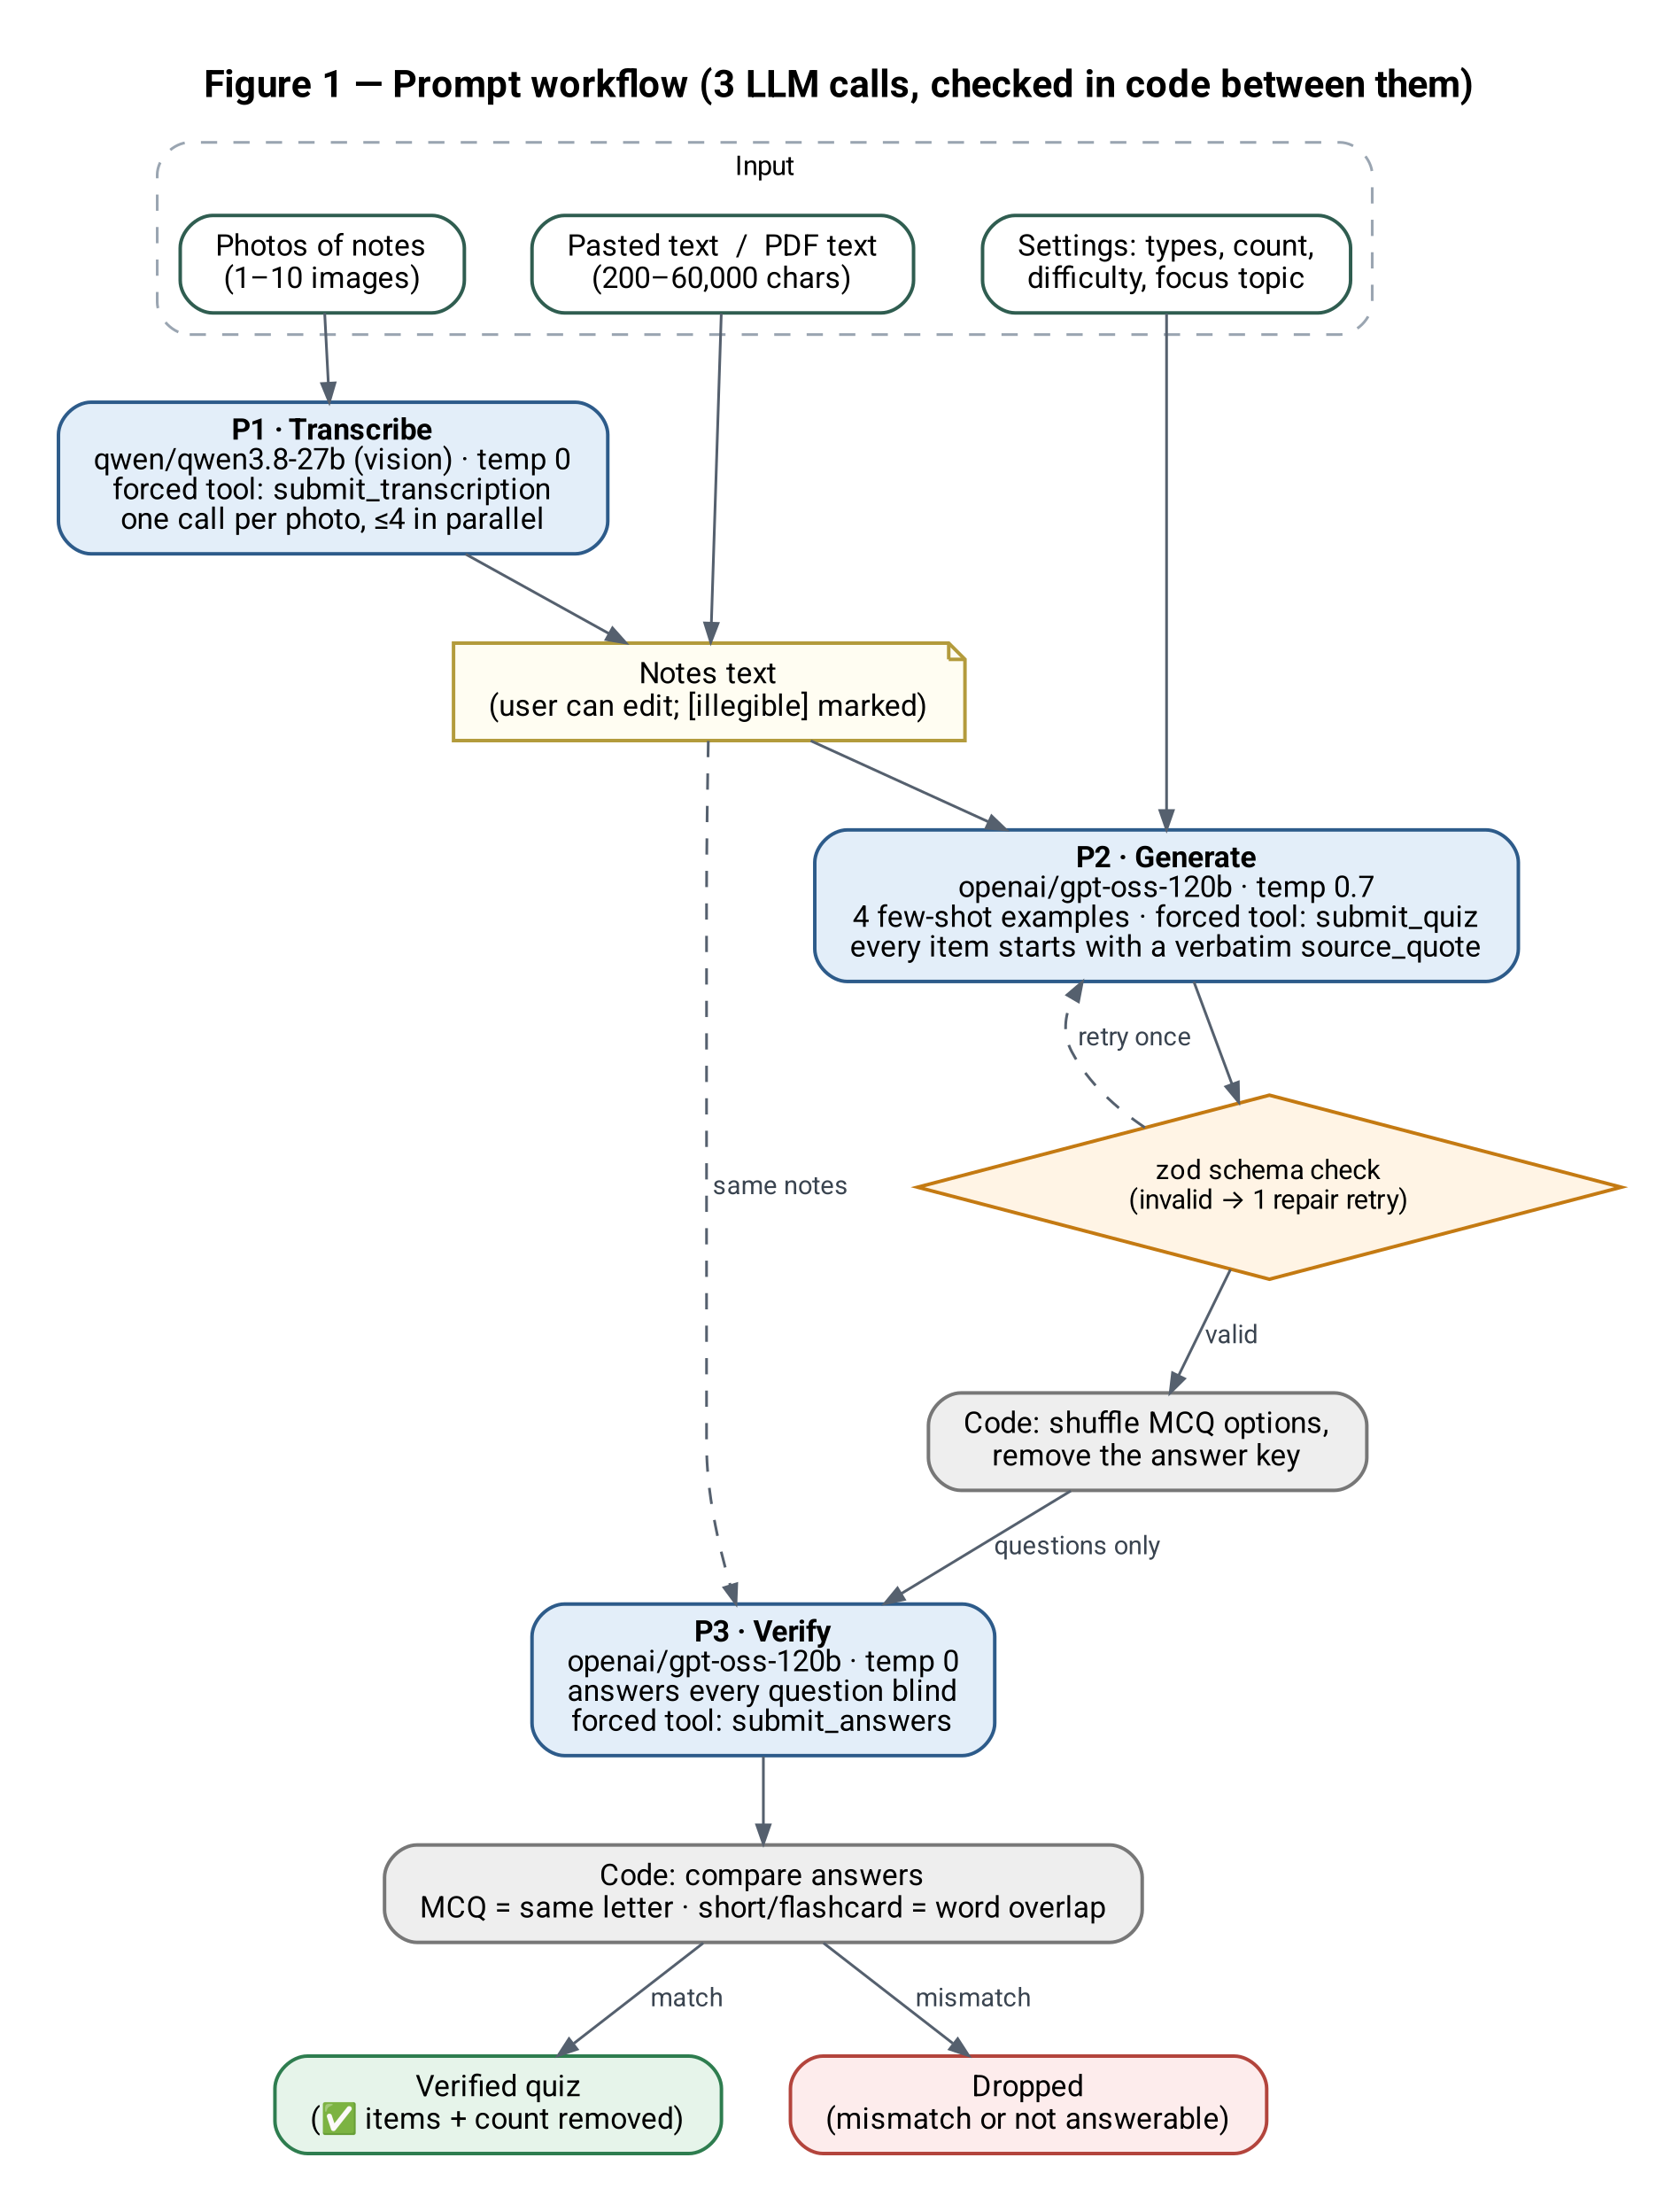 Figure 1 — Prompt workflow (3 LLM calls, checked in code between them)
Input
Photos of notes
(1–10 images)
Pasted text / PDF text
(200–60,000 chars)
Settings: types, count,
difficulty, focus topic
P1 · Transcribe
qwen/qwen3.8-27b (vision) · temp 0
forced tool: submit_transcription
one call per photo, ≤4 in parallel
Notes text
(user can edit; [illegible] marked)
P2 · Generate
openai/gpt-oss-120b · temp 0.7
4 few-shot examples · forced tool: submit_quiz
every item starts with a verbatim source_quote
retry once
zod schema check
(invalid → 1 repair retry)
same notes
valid
Code: shuffle MCQ options,
remove the answer key
questions only
P3 · Verify
openai/gpt-oss-120b · temp 0
answers every question blind
forced tool: submit_answers
Code: compare answers
MCQ = same letter · short/flashcard = word overlap
match
mismatch
Verified quiz
(✅ items + count removed)
Dropped
(mismatch or not answerable)